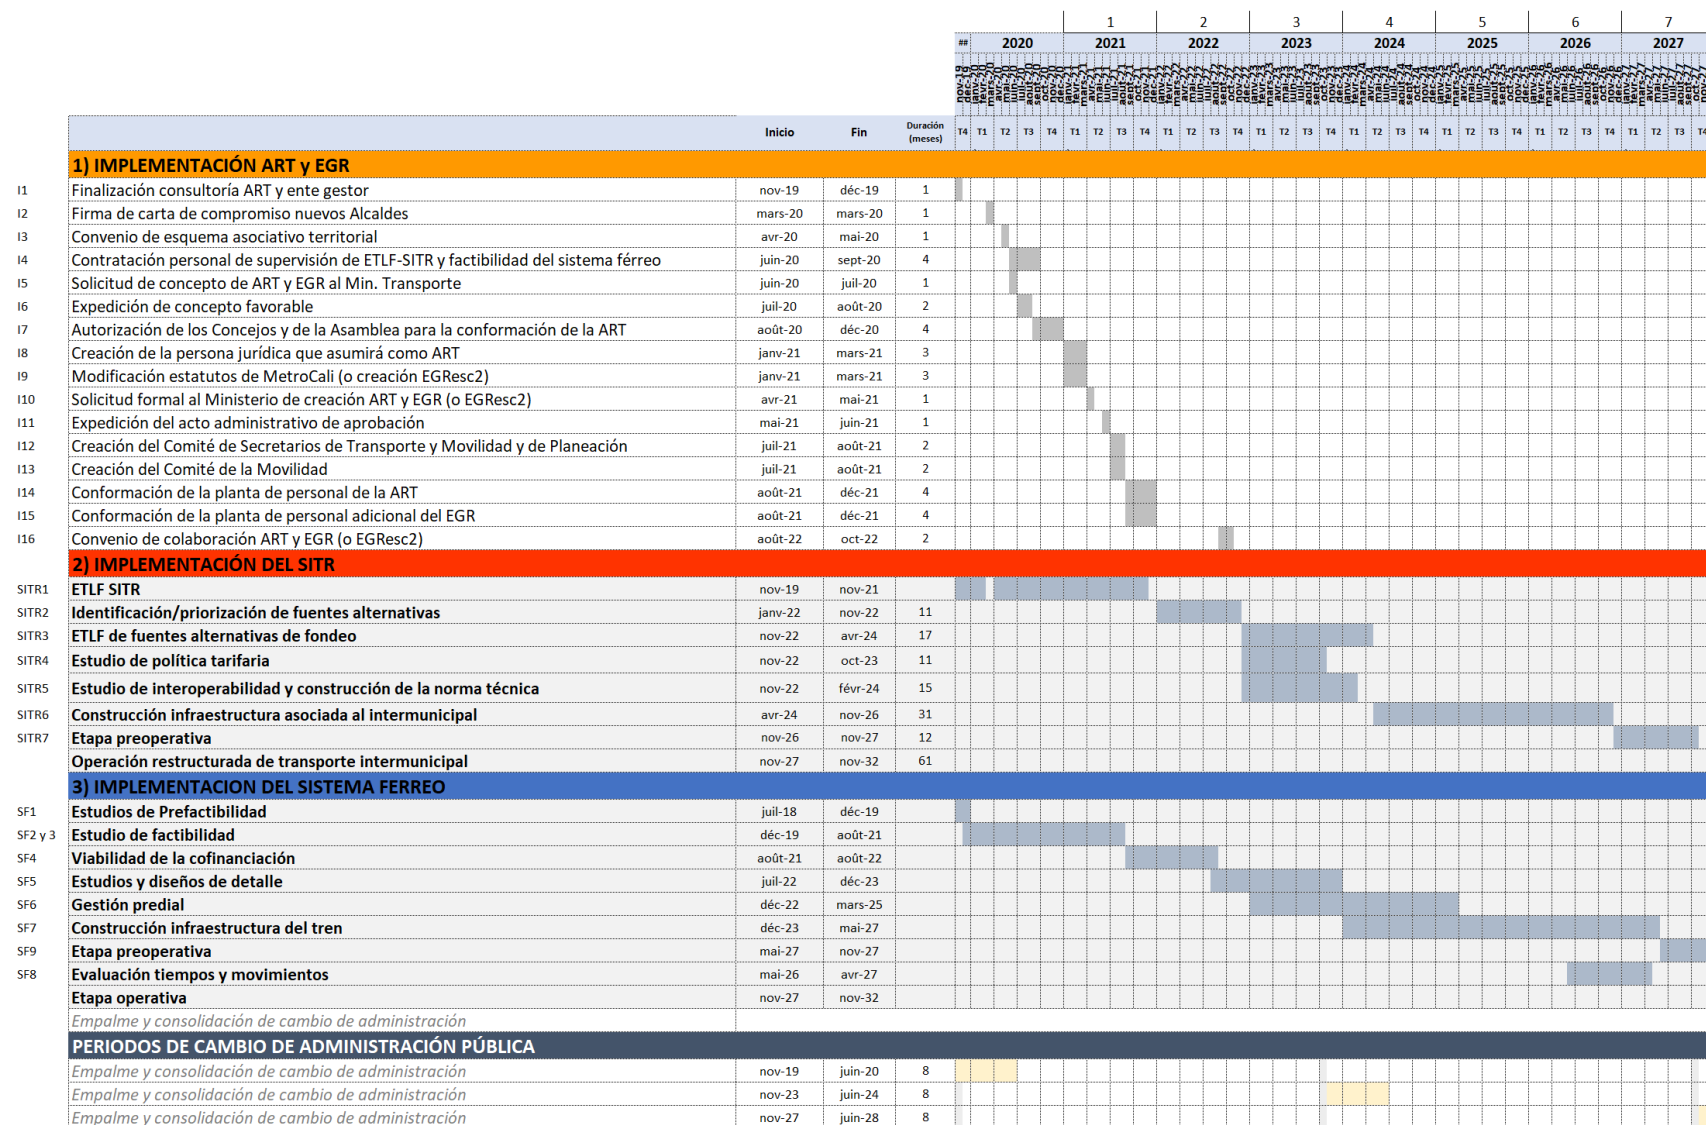 1 2 3 4 5 6 7
## 2020 2021 2022 2023 2024 2025 2026 2027
Inicio Fin Duración (meses) T4 T1 T2 T3 T4 T1 T2 T3 T4 T1 T2 T3 T4 T1 T2 T3 T4 T1 T2 T3 T4 T1 T2 T3 T4 T1 T2 T3 T4 T1 T2 T3 T4
1) IMPLEMENTACIÓN ART y EGR
I1 Finalización consultoría ART y ente gestor nov-19 déc-19 1
I2 Firma de carta de compromiso nuevos Alcaldes mars-20 mars-20 1
I3 Convenio de esquema asociativo territorial avr-20 mai-20 1
I4 Contratación personal de supervisión de ETLF-SITR y factibilidad del sistema férreo juin-20 sept-20 4
I5 Solicitud de concepto de ART y EGR al Min. Transporte juin-20 juil-20 1
I6 Expedición de concepto favorable juil-20 août-20 2
I7 Autorización de los Concejos y de la Asamblea para la conformación de la ART août-20 déc-20 4
I8 Creación de la persona jurídica que asumirá como ART janv-21 mars-21 3
I9 Modificación estatutos de MetroCali (o creación EGResc2) janv-21 mars-21 3
I10 Solicitud formal al Ministerio de creación ART y EGR (o EGResc2) avr-21 mai-21 1
I11 Expedición del acto administrativo de aprobación mai-21 juin-21 1
I12 Creación del Comité de Secretarios de Transporte y Movilidad y de Planeación juil-21 août-21 2
I13 Creación del Comité de la Movilidad juil-21 août-21 2
I14 Conformación de la planta de personal de la ART août-21 déc-21 4
I15 Conformación de la planta de personal adicional del EGR août-21 déc-21 4
I16 Convenio de colaboración ART y EGR (o EGResc2) août-22 oct-22 2
2) IMPLEMENTACIÓN DEL SITR
SITR1 ETLF SITR nov-19 nov-21
SITR2 Identificación/priorización de fuentes alternativas janv-22 nov-22 11
SITR3 ETLF de fuentes alternativas de fondeo nov-22 avr-24 17
SITR4 Estudio de política tarifaria nov-22 oct-23 11
SITR5 Estudio de interoperabilidad y construcción de la norma técnica nov-22 févr-24 15
SITR6 Construcción infraestructura asociada al intermunicipal avr-24 nov-26 31
SITR7 Etapa preoperativa nov-26 nov-27 12
Operación restructurada de transporte intermunicipal nov-27 nov-32 61
3) IMPLEMENTACION DEL SISTEMA FERREO
SF1 Estudios de Prefactibilidad juil-18 déc-19
SF2 y 3 Estudio de factibilidad déc-19 août-21
SF4 Viabilidad de la cofinanciación août-21 août-22
SF5 Estudios y diseños de detalle juil-22 déc-23
SF6 Gestión predial déc-22 mars-25
SF7 Construcción infraestructura del tren déc-23 mai-27
SF9 Etapa preoperativa mai-27 nov-27
SF8 Evaluación tiempos y movimientos mai-26 avr-27
Etapa operativa nov-27 nov-32
Empalme y consolidación de cambio de administración
PERIODOS DE CAMBIO DE ADMINISTRACIÓN PÚBLICA
Empalme y consolidación de cambio de administración nov-19 juin-20 8
Empalme y consolidación de cambio de administración nov-23 juin-24 8
Empalme y consolidación de cambio de administración nov-27 juin-28 8